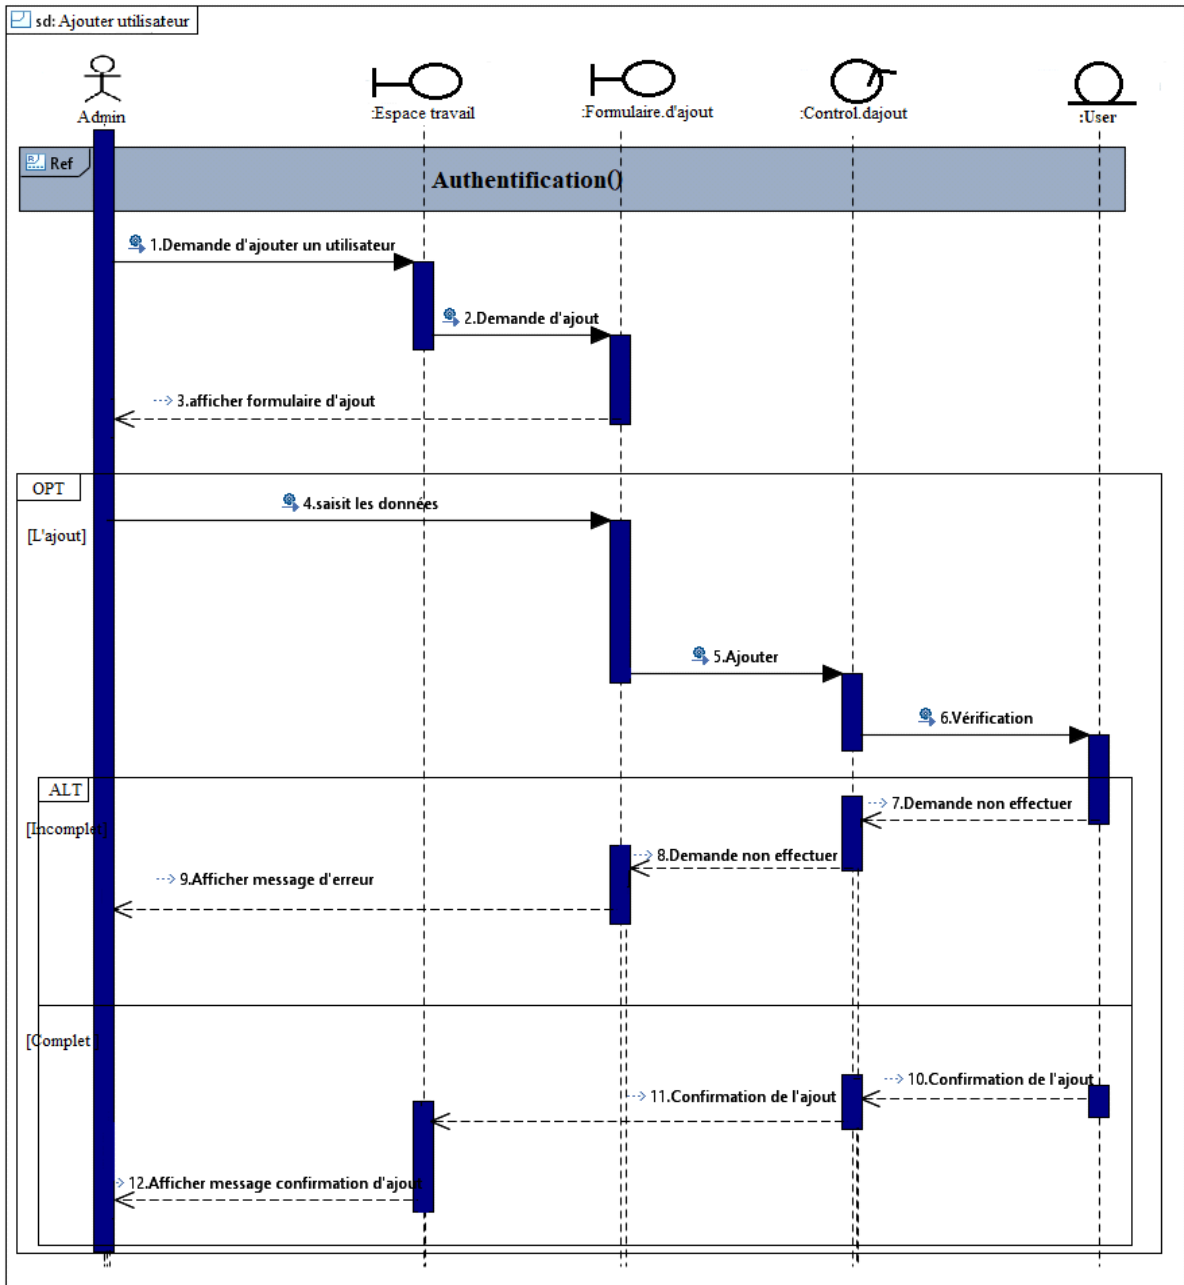 sd: Ajouter utilisateur
Admin
:Espace travail
:Formulaire.d'ajout
:Control.dajout
:User
Ref
Authentification()
1.Demande d'ajouter un utilisateur
2.Demande d'ajout
3.afficher formulaire d'ajout
OPT
4.saisit les données
[L'ajout]
5.Ajouter
6.Vérification
ALT
7.Demande non effectuer
[Incomplet]
8.Demande non effectuer
9.Afficher message d'erreur
[Complet ]
10.Confirmation de l'ajout
11.Confirmation de l'ajout
12.Afficher message confirmation d'ajout